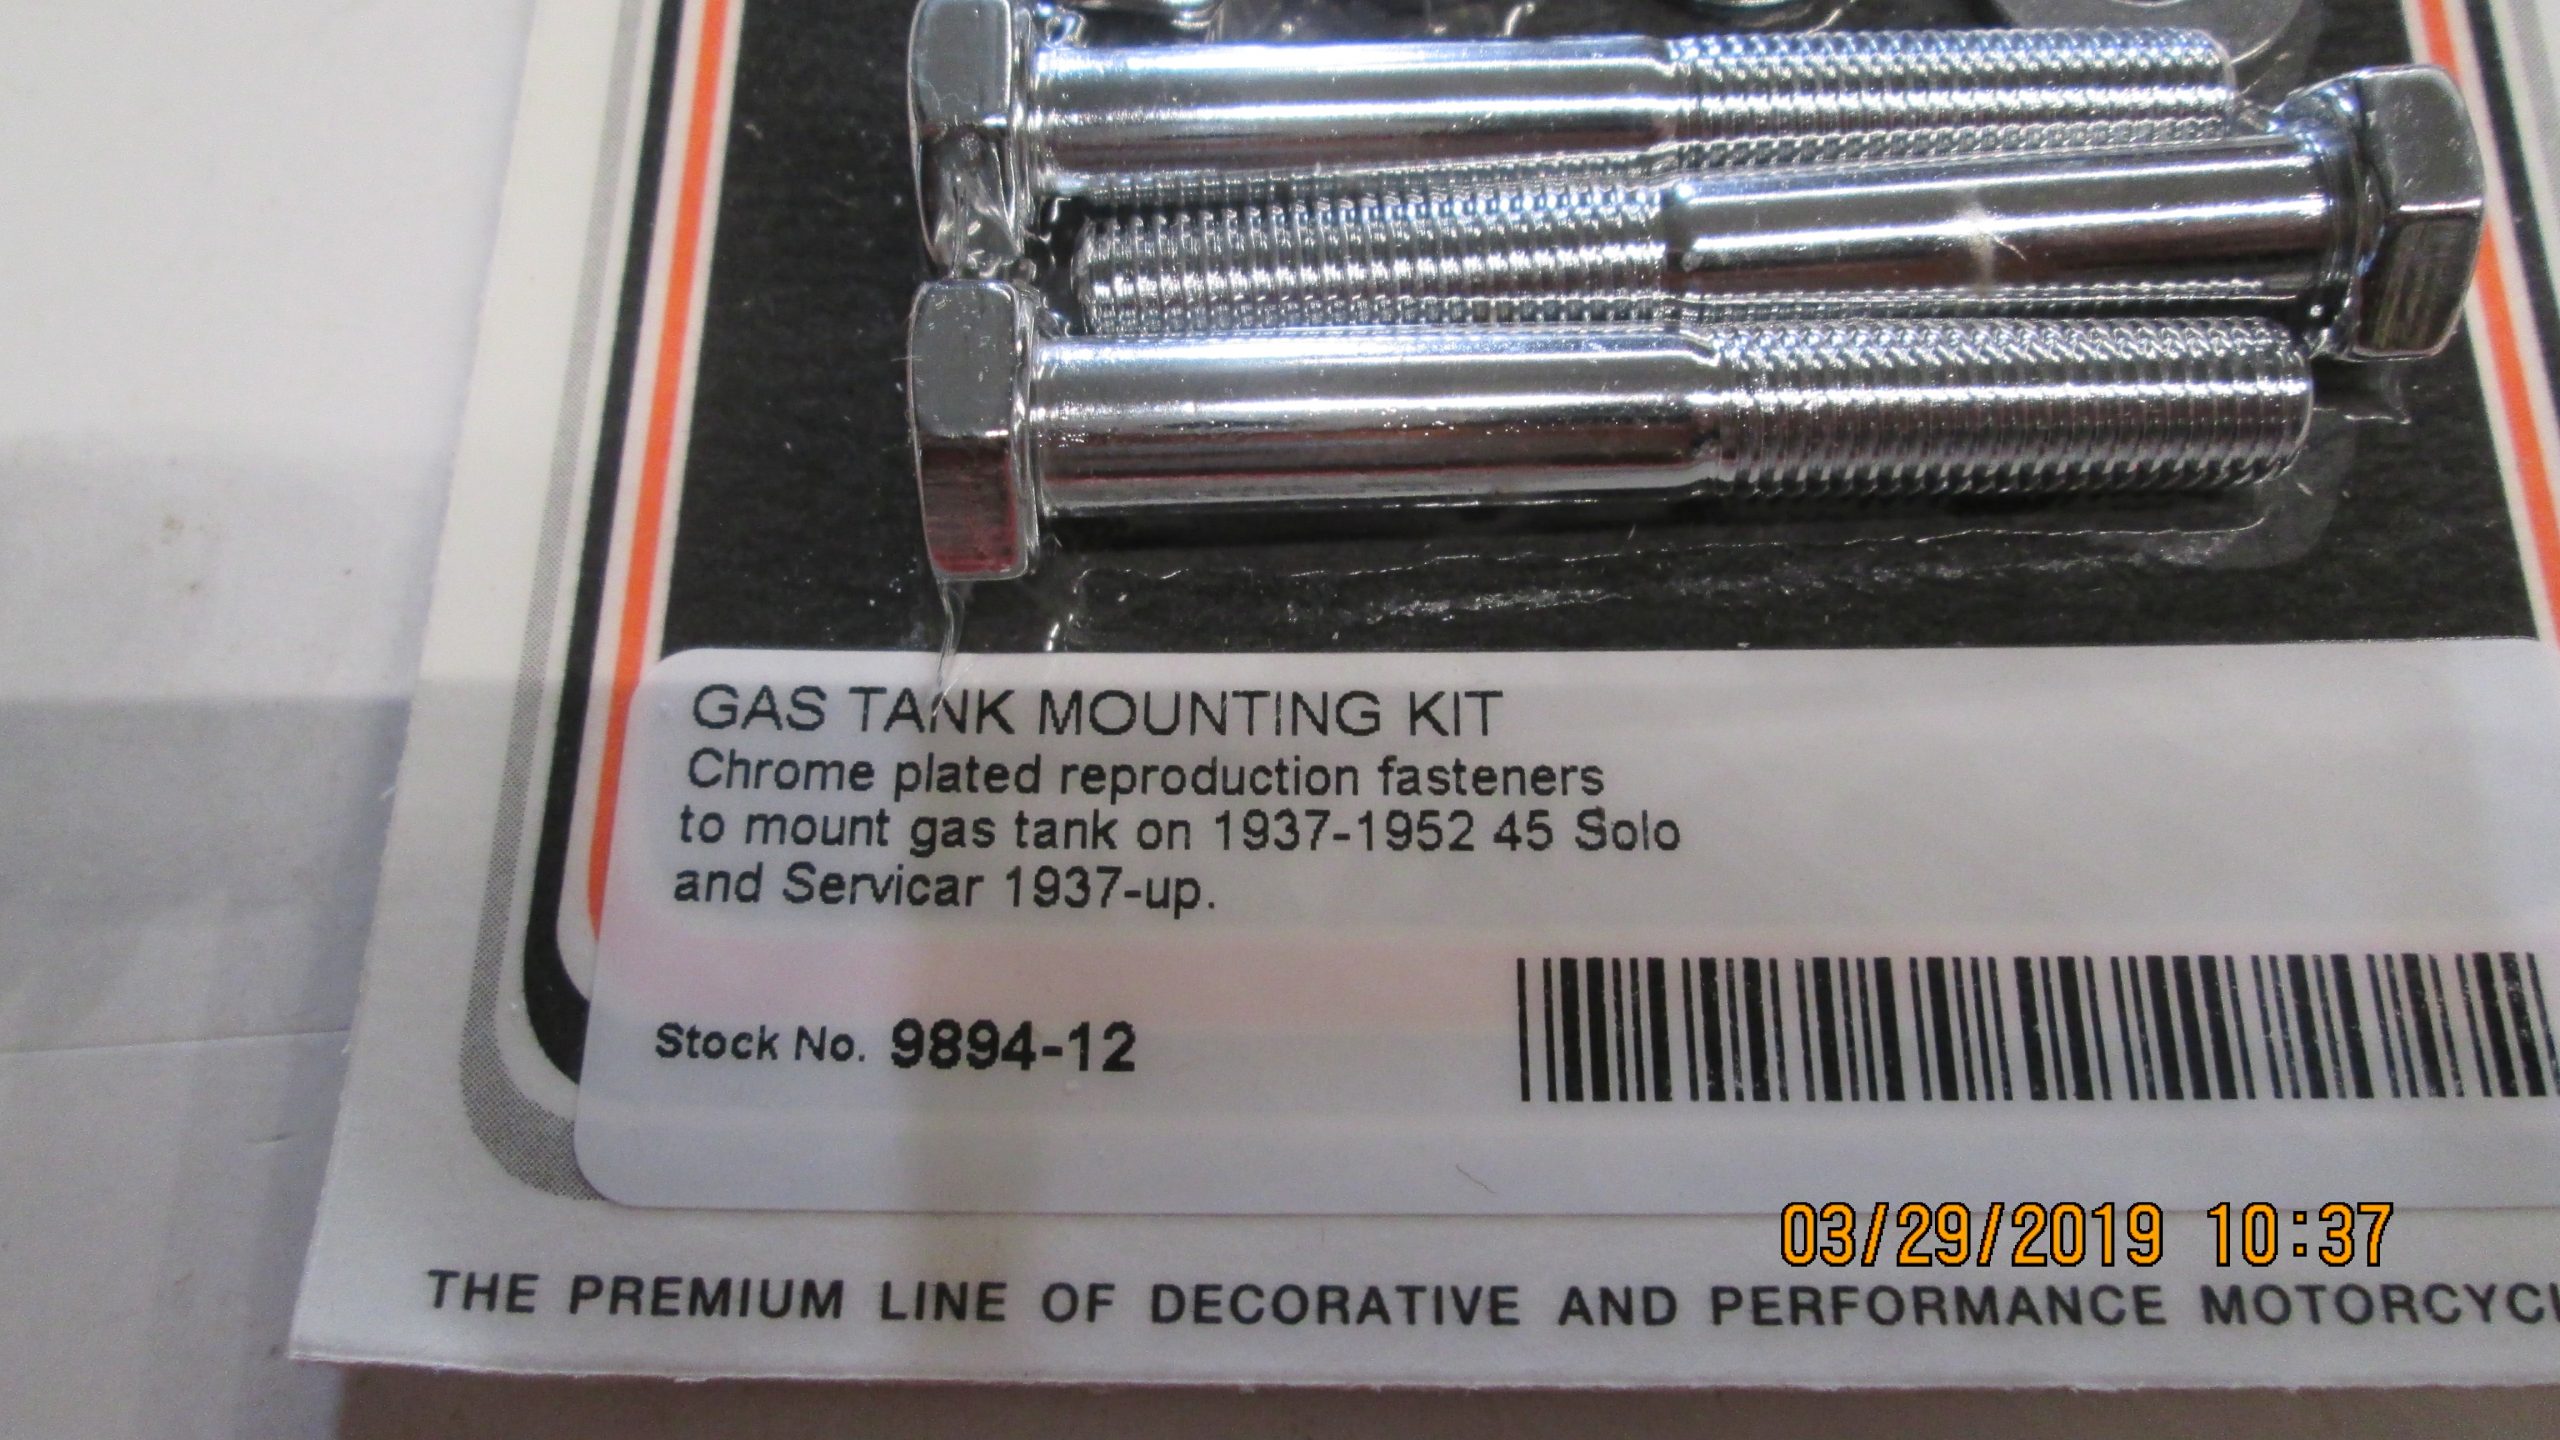 GAS TANK MOUNTING KIT
Chrome plated reproduction fasteners
to mount gas tank on 1937-1952 45 Solo
and Servicar 1937-up.
Stock No. 9894-12
03/29/2019 10:37
THE PREMIUM LINE OF DECORATIVE AND PERFORMANCE